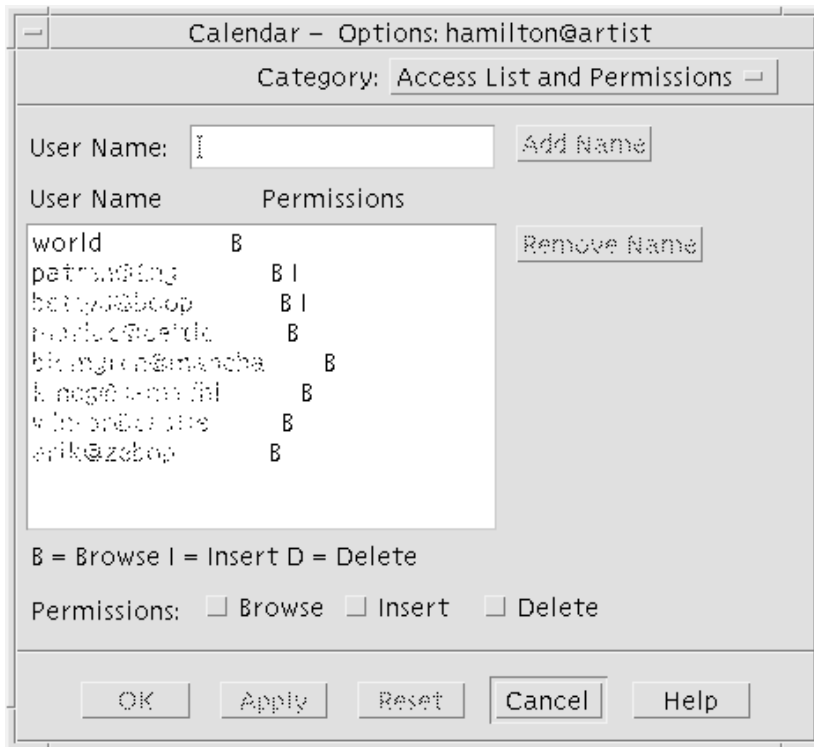 Calendar – Options: hamilton@artist
Category: Access List and Permissions
User Name:
Add Name
User Name Permissions
world B
Remove Name
B I
B I
B
B
B
B
erik@zebop B
B = Browse I = Insert D = Delete
Permissions: Browse Insert Delete
OK Apply Reset Cancel Help